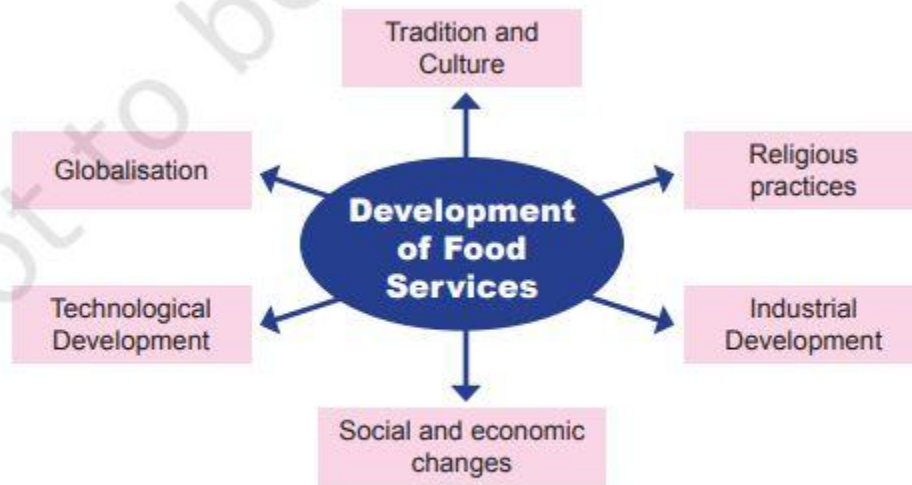 Tradition and
Culture
Globalisation
Religious
practices
Development
of Food
Services
Technological
Development
Industrial
Development
Social and economic
changes